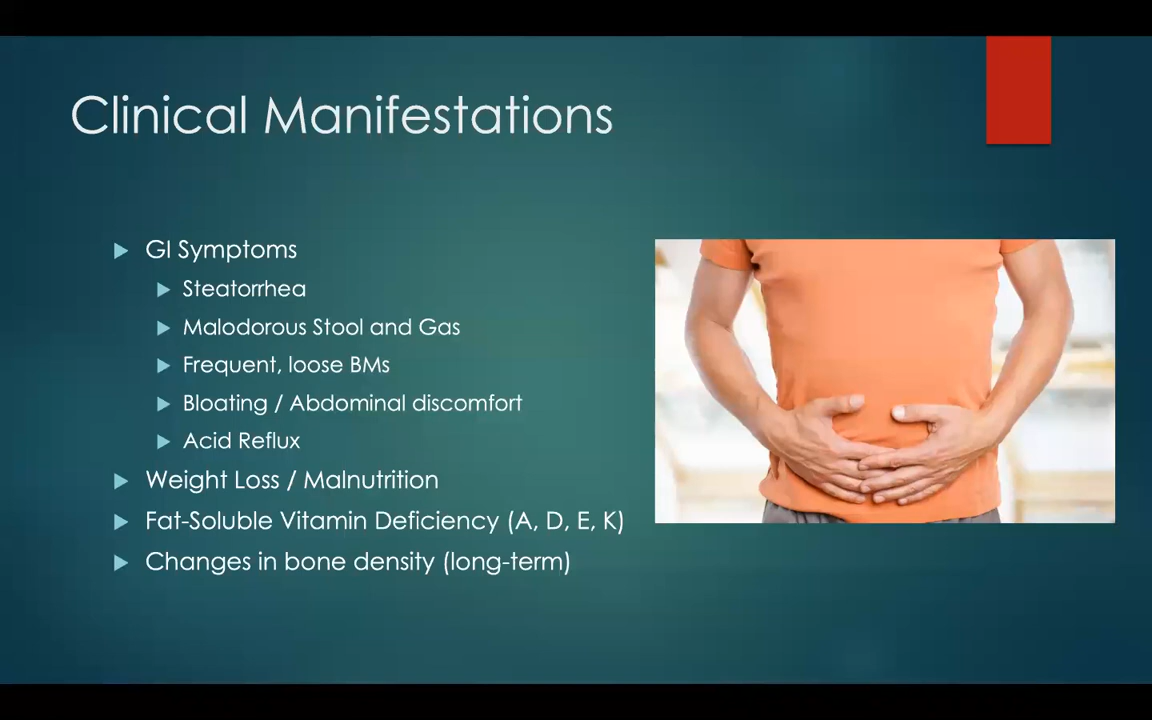 Clinical Manifestations
GI Symptoms
Steatorrhea
Malodorous Stool and Gas
Frequent, loose BMs
Bloating / Abdominal discomfort
Acid Reflux
Weight Loss / Malnutrition
Fat-Soluble Vitamin Deficiency (A, D, E, K)
Changes in bone density (long-term)